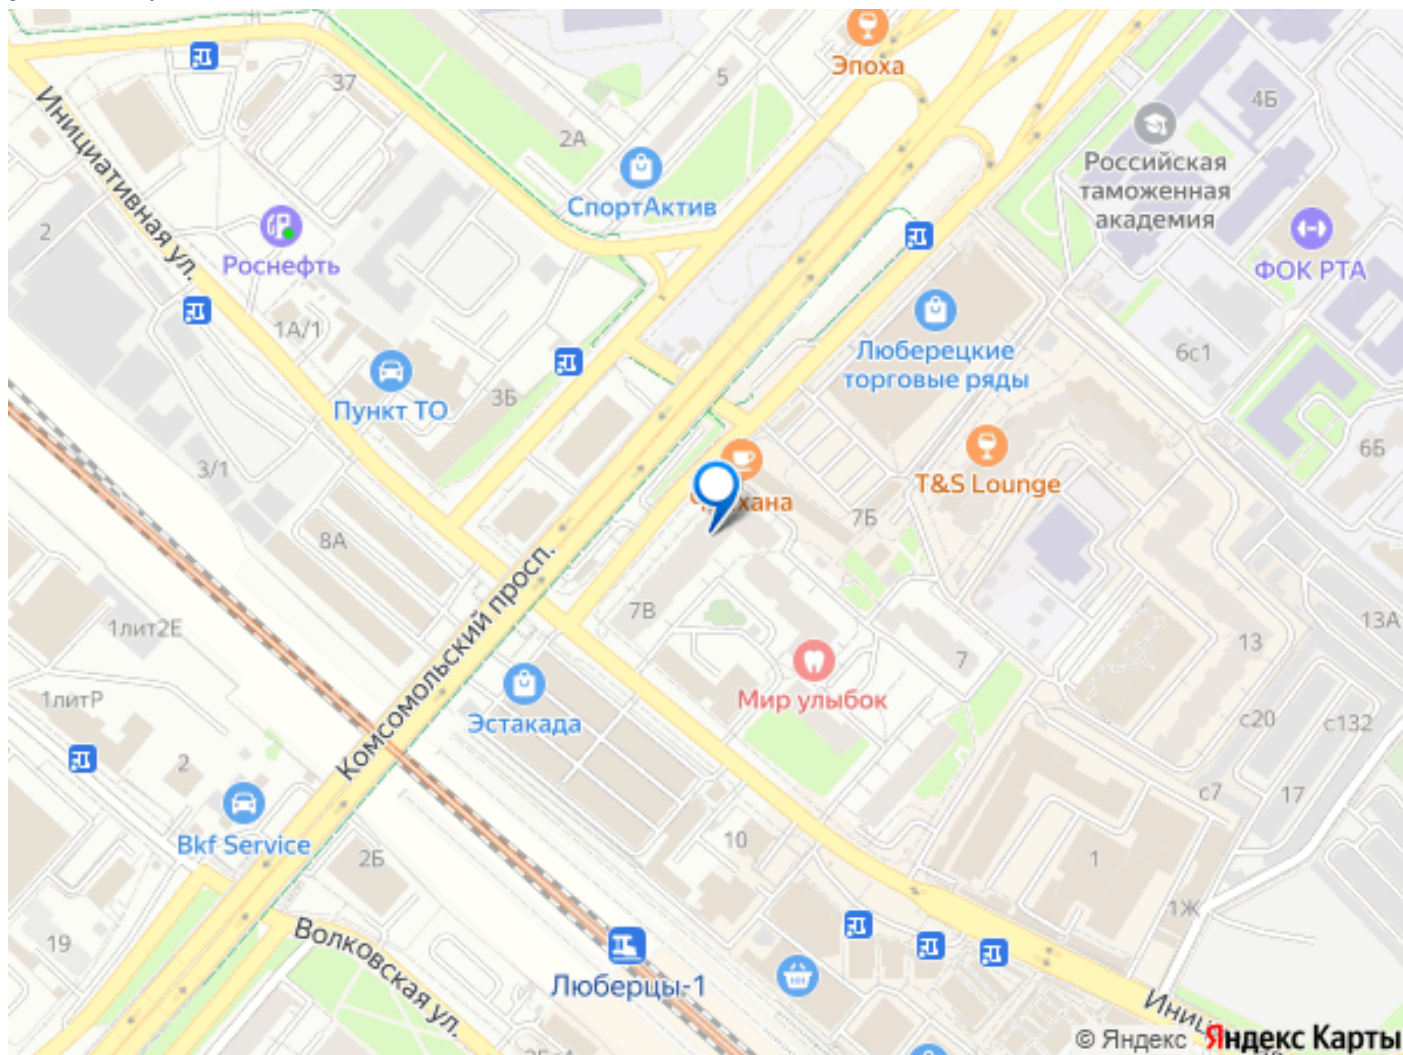 Эпоха
37
5
4Б
2А
Инициативная ул.
Российская
таможенная
академия
СпортАктив
2
Роснефть
ФОК РТА
1А/1
Люберецкие
торговые ряды
6с1
3Б
Пункт ТО
6Б
3/1
T&S Lounge
7Б
8А
Комсомольский просп.
7В
1лит2Е
13А
13
7
1литР
Мир улыбок
Эстакада
с20
с132
2
с7
17
Bkf Service
2Б
10
1
1Ж
19
Волковская ул.
Люберцы-1
© Яндекс Яндекс Карты